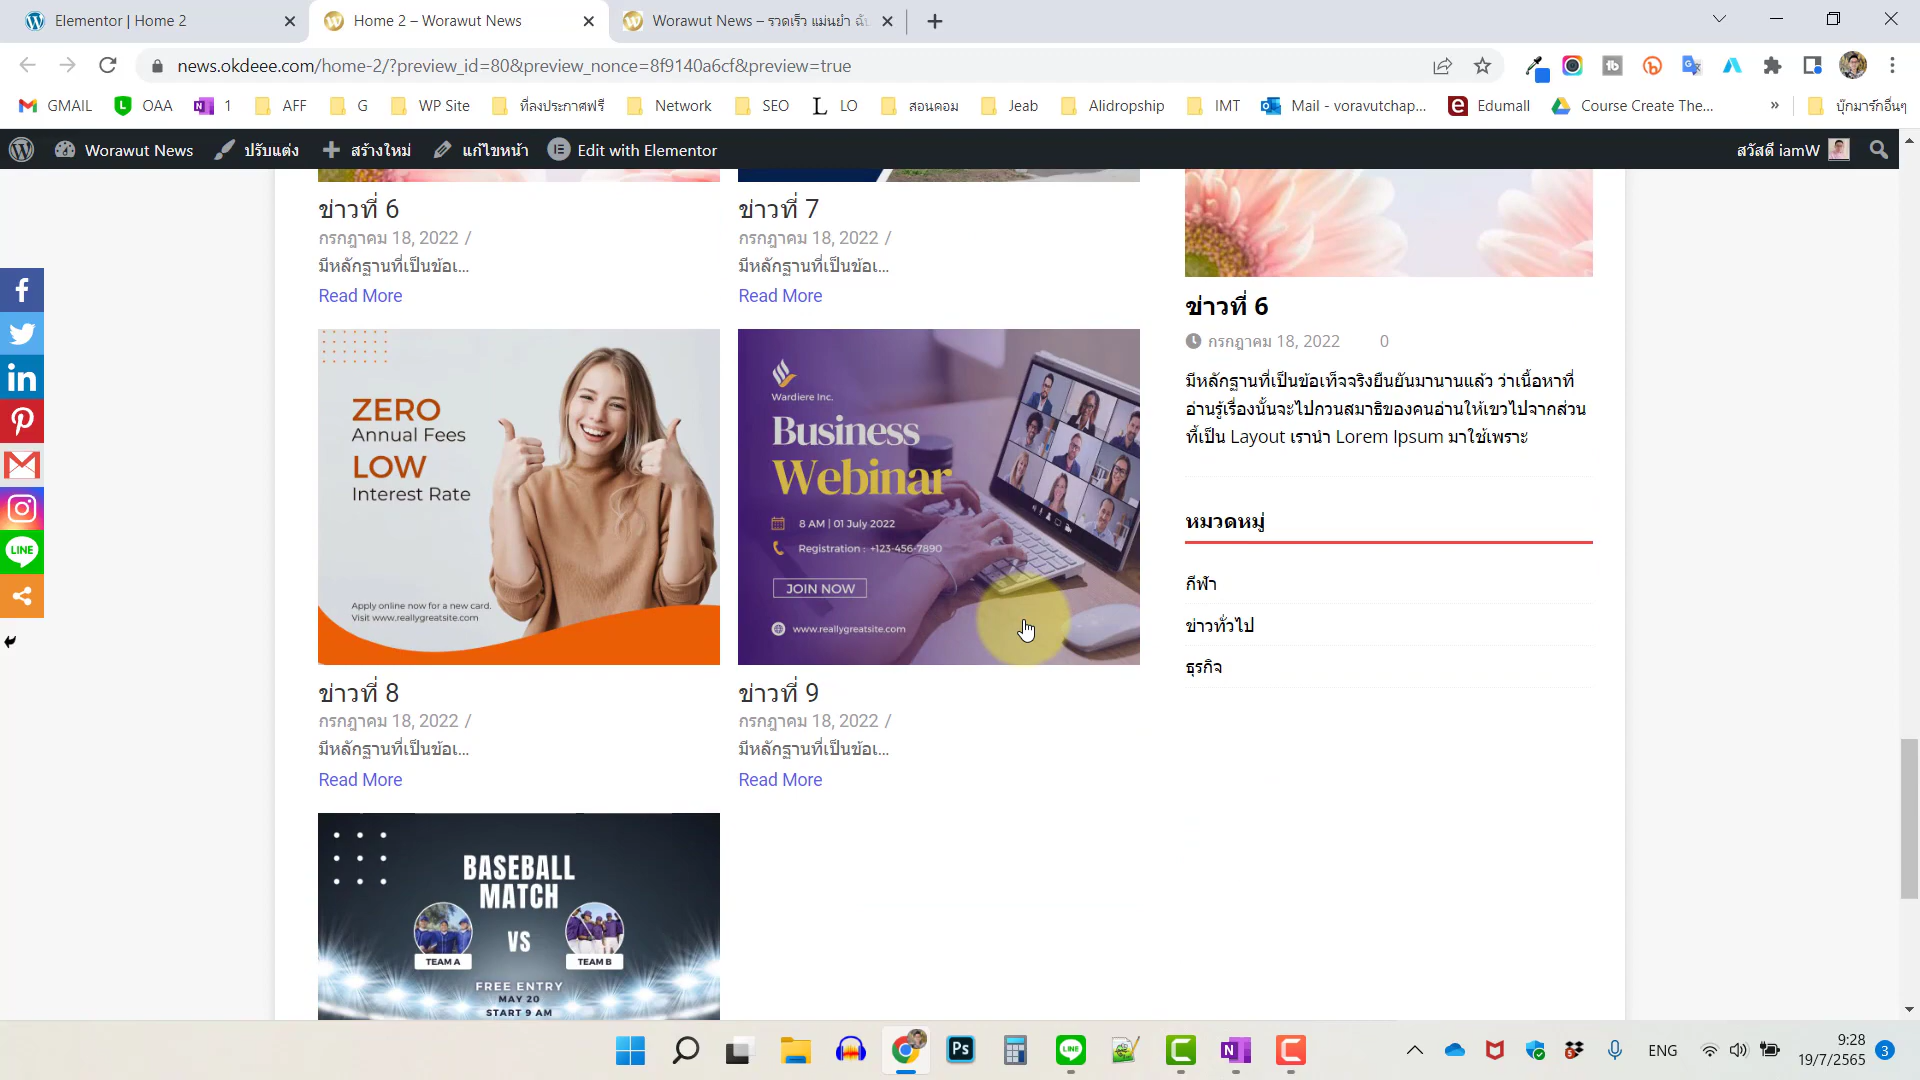 Elementor | Home 2
Home 2 – Worawut News
Worawut News – รวดเร็ว แม่นยำ ฉับ
news.okdeee.com/home-2/?preview_id=80&preview_nonce=8f9140a6cf&preview=true
GMAIL
OAA
1
AFF
G
WP Site
ที่ลงประกาศฟรี
Network
SEO
LO
สอนคอม
Jeab
Alidropship
IMT
Mail - voravutchap...
Edumall
Course Create The...
»
บุ๊กมาร์กอื่นๆ
Worawut News
ปรับแต่ง
สร้างใหม่
แก้ไขหน้า
Edit with Elementor
สวัสดี iamW
ข่าวที่ 6
กรกฎาคม 18, 2022 /
มีหลักฐานที่เป็นข้อเ...
Read More
ข่าวที่ 7
กรกฎาคม 18, 2022 /
มีหลักฐานที่เป็นข้อเ...
Read More
ZERO
Annual Fees
LOW
Interest Rate
Apply online now for a new card.
Visit www.reallygreatsite.com
Wardiere Inc.
Business
Webinar
8 AM | 01 July 2022
Registration : +123-456-7890
JOIN NOW
www.reallygreatsite.com
ข่าวที่ 8
กรกฎาคม 18, 2022 /
มีหลักฐานที่เป็นข้อเ...
Read More
ข่าวที่ 9
กรกฎาคม 18, 2022 /
มีหลักฐานที่เป็นข้อเ...
Read More
BASEBALL
MATCH
VS
TEAM A
TEAM B
FREE ENTRY
MAY 20
START 9 AM
ข่าวที่ 6
กรกฎาคม 18, 2022 0
มีหลักฐานที่เป็นข้อเท็จจริงยืนยันมานานแล้ว ว่าเนื้อหาที่
อ่านรู้เรื่องนั้นจะไปกวนสมาธิของคนอ่านให้เขวไปจากส่วน
ที่เป็น Layout เรานำ Lorem Ipsum มาใช้เพราะ
หมวดหมู่
กีฬา
ข่าวทั่วไป
ธุรกิจ
LINE
Ps
LINE
ENG
9:28
19/7/2565
3